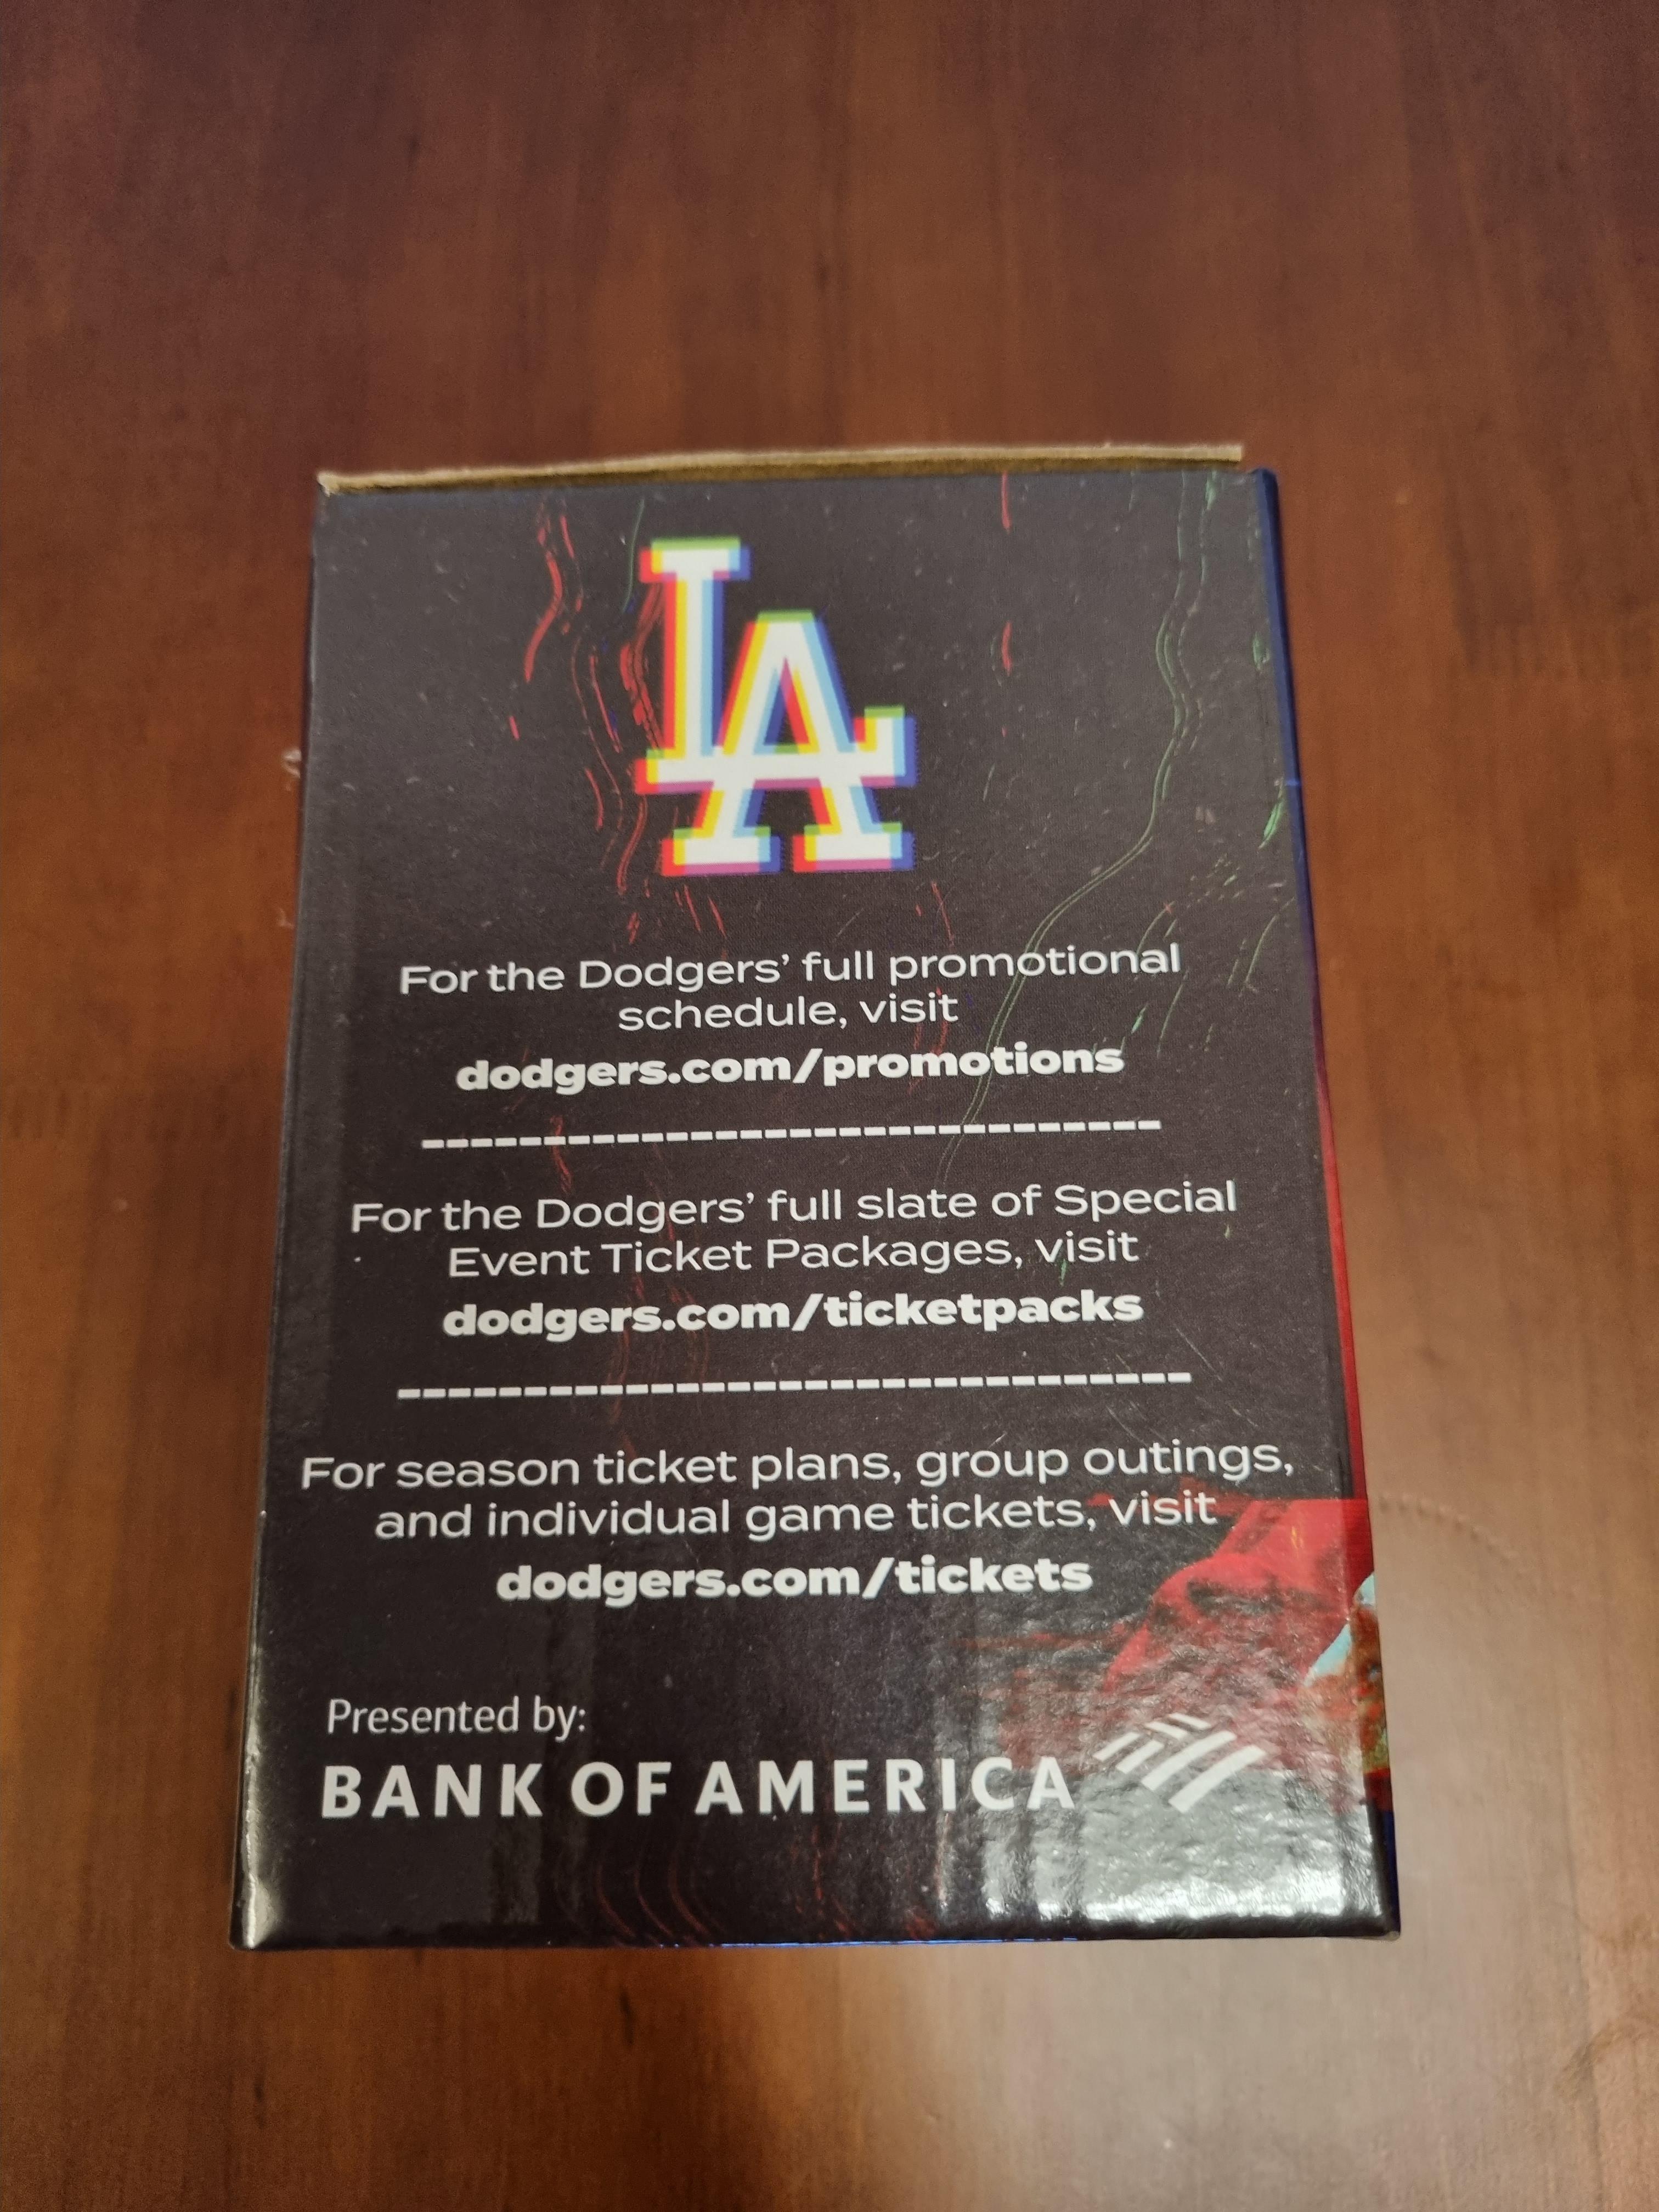 LA
For the Dodgers’ full promotional
schedule, visit
dodgers.com/promotions
For the Dodgers’ full slate of Special
Event Ticket Packages, visit
dodgers.com/ticketpacks
For season ticket plans, group outings,
and individual game tickets, visit
dodgers.com/tickets
Presented by:
BANK OF AMERICA